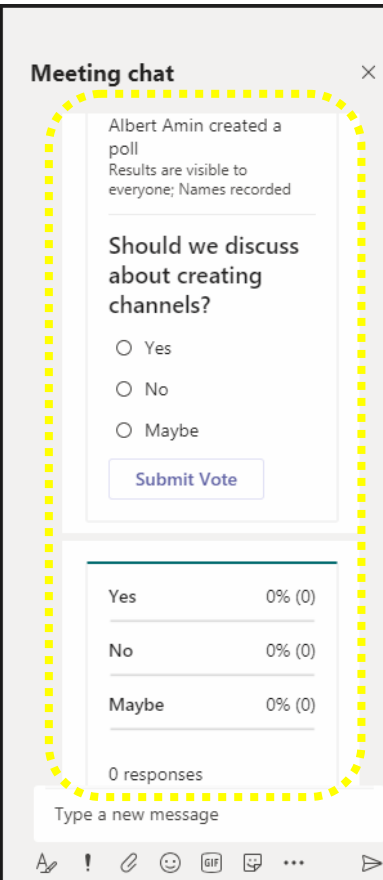 Meeting chat
Albert Amin created a
poll
Results are visible to
everyone; Names recorded
Should we discuss
about creating
channels?
Yes
No
Maybe
Submit Vote
Yes 0% (0)
No 0% (0)
Maybe 0% (0)
0 responses
Type a new message
GIF